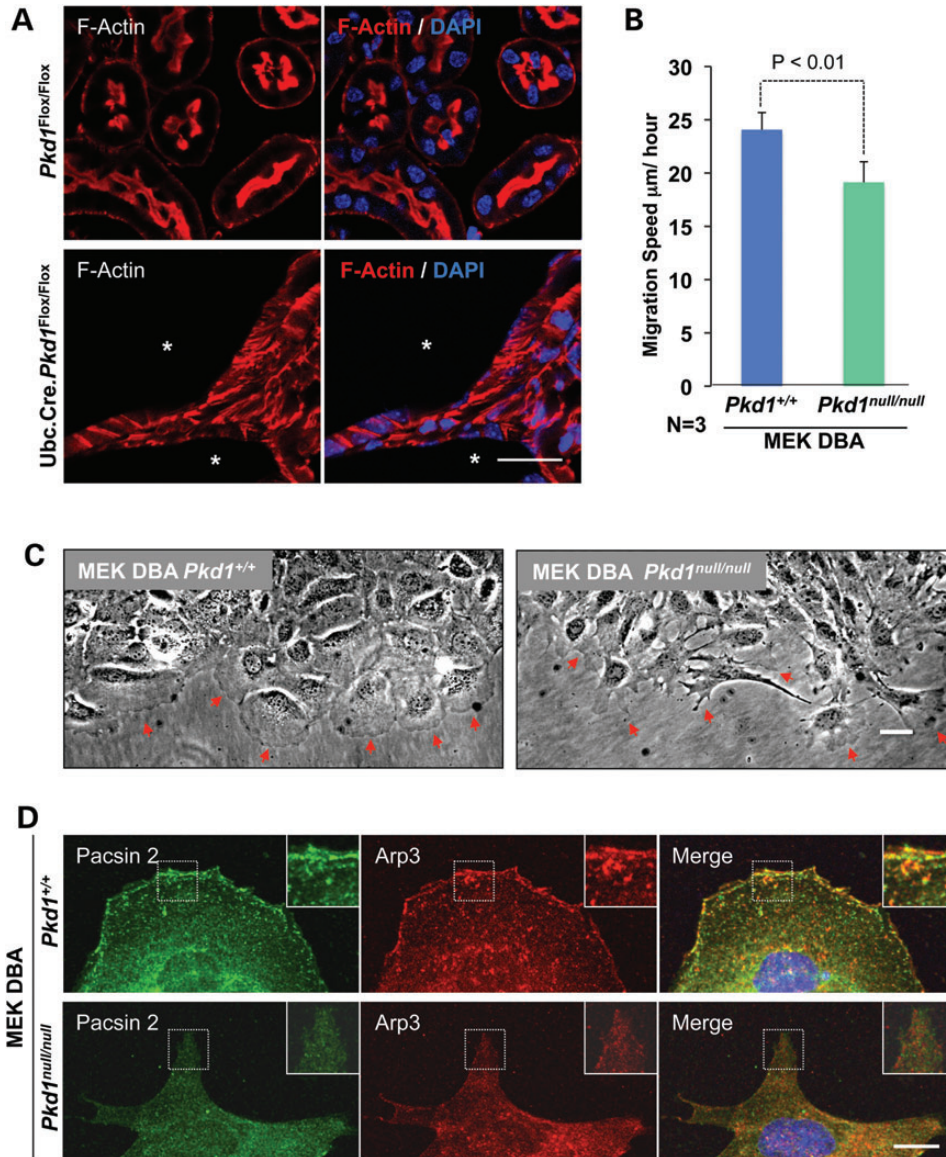 A
Pkd1Flox/Flox
F-Actin
F-Actin / DAPI
Ubc.Cre.Pkd1Flox/Flox
F-Actin
F-Actin / DAPI
*
*
*
*
B
P < 0.01
Migration Speed μm/ hour
30
25
20
15
10
5
0
Pkd1+/+
Pkd1null/null
N=3
MEK DBA
C
MEK DBA Pkd1+/+
MEK DBA Pkd1null/null
D
MEK DBA
Pkd1+/+
Pacsin 2
Arp3
Merge
Pkd1null/null
Pacsin 2
Arp3
Merge